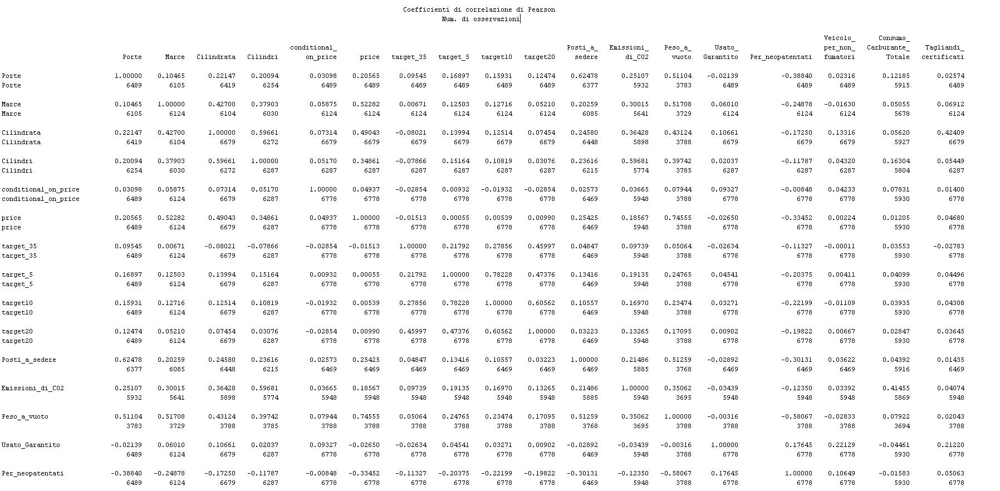 Coefficienti di correlazione di Pearson
Num. di osservazioni
Veicolo_ Consumo_
conditional_ Posti_a_ Emissioni_ Peso_a_ Usato_ per_non_ Carburante_ Tagliandi_
Porte Marce Cilindrata Cilindri on_price price target_35 target_5 target10 target20 sedere di_CO2 vuoto Garantito Per_neopatentati fumatori Totale certificati
Porte 1.00000 0.10465 0.22147 0.20094 0.03098 0.20565 0.09545 0.16897 0.15931 0.12474 0.62478 0.25107 0.51104 -0.02139 -0.38840 0.02316 0.12185 0.02574
Porte 6489 6105 6419 6254 6489 6489 6489 6489 6489 6489 6377 5932 3783 6489 6489 6489 5915 6489
Marce 0.10465 1.00000 0.42700 0.37903 0.05875 0.52282 0.00671 0.12503 0.12716 0.05210 0.20259 0.30015 0.51708 0.06010 -0.24878 -0.01630 0.05055 0.06912
Marce 6105 6124 6104 6030 6124 6124 6124 6124 6124 6124 6085 5641 3729 6124 6124 6124 5678 6124
Cilindrata 0.22147 0.42700 1.00000 0.59661 0.07314 0.49043 -0.08021 0.13994 0.12514 0.07454 0.24580 0.36428 0.43124 0.10661 -0.17250 0.13316 0.05620 0.42409
Cilindrata 6419 6104 6679 6272 6679 6679 6679 6679 6679 6679 6448 5898 3788 6679 6679 6679 5927 6679
Cilindri 0.20094 0.37903 0.59661 1.00000 0.05170 0.34861 -0.07866 0.15164 0.10819 0.03076 0.23616 0.59681 0.39742 0.02037 -0.11787 0.04320 0.16304 0.05449
Cilindri 6254 6030 6272 6287 6287 6287 6287 6287 6287 6287 6215 5774 3785 6287 6287 6287 5804 6287
conditional_on_price 0.03098 0.05875 0.07314 0.05170 1.00000 0.04937 -0.02854 0.00932 -0.01932 -0.02854 0.02573 0.03665 0.07944 0.09327 -0.00848 0.04233 0.07831 0.01400
conditional_on_price 6489 6124 6679 6287 6778 6778 6778 6778 6778 6778 6469 5948 3788 6778 6778 6778 5930 6778
price 0.20565 0.52282 0.49043 0.34861 0.04937 1.00000 -0.01513 0.00055 0.00539 0.00990 0.25425 0.18567 0.74555 -0.02650 -0.33452 0.00224 0.01205 0.04680
price 6489 6124 6679 6287 6778 6778 6778 6778 6778 6778 6469 5948 3788 6778 6778 6778 5930 6778
target_35 0.09545 0.00671 -0.08021 -0.07866 -0.02854 -0.01513 1.00000 0.21792 0.27856 0.45997 0.04847 0.09739 0.05064 -0.02634 -0.11327 -0.00011 0.03553 -0.02783
target_35 6489 6124 6679 6287 6778 6778 6778 6778 6778 6778 6469 5948 3788 6778 6778 6778 5930 6778
target_5 0.16897 0.12503 0.13994 0.15164 0.00932 0.00055 0.21792 1.00000 0.78228 0.47376 0.13416 0.19135 0.24765 0.04541 -0.20375 0.00411 0.04099 0.04496
target_5 6489 6124 6679 6287 6778 6778 6778 6778 6778 6778 6469 5948 3788 6778 6778 6778 5930 6778
target10 0.15931 0.12716 0.12514 0.10819 -0.01932 0.00539 0.27856 0.78228 1.00000 0.60562 0.10557 0.16970 0.23474 0.03271 -0.22199 -0.01109 0.03935 0.04308
target10 6489 6124 6679 6287 6778 6778 6778 6778 6778 6778 6469 5948 3788 6778 6778 6778 5930 6778
target20 0.12474 0.05210 0.07454 0.03076 -0.02854 0.00990 0.45997 0.47376 0.60562 1.00000 0.03223 0.13265 0.17095 0.00902 -0.19822 0.00667 0.02847 0.03645
target20 6489 6124 6679 6287 6778 6778 6778 6778 6778 6778 6469 5948 3788 6778 6778 6778 5930 6778
Posti_a_sedere 0.62478 0.20259 0.24580 0.23616 0.02573 0.25425 0.04847 0.13416 0.10557 0.03223 1.00000 0.21486 0.51259 -0.02892 -0.30131 0.03622 0.04392 0.01435
6377 6085 6448 6215 6469 6469 6469 6469 6469 6469 6469 5885 3768 6469 6469 6469 5916 6469
Emissioni_di_CO2 0.25107 0.30015 0.36428 0.59681 0.03665 0.18567 0.09739 0.19135 0.16970 0.13265 0.21486 1.00000 0.35062 -0.03439 -0.12350 0.03392 0.41455 0.04074
5932 5641 5898 5774 5948 5948 5948 5948 5948 5948 5885 5948 3695 5948 5948 5948 5869 5948
Peso_a_vuoto 0.51104 0.51708 0.43124 0.39742 0.07944 0.74555 0.05064 0.24765 0.23474 0.17095 0.51259 0.35062 1.00000 -0.00316 -0.58067 -0.02833 0.07922 0.02043
3783 3729 3788 3785 3788 3788 3788 3788 3788 3788 3768 3695 3788 3788 3788 3788 3694 3788
Usato_Garantito -0.02139 0.06010 0.10661 0.02037 0.09327 -0.02650 -0.02634 0.04541 0.03271 0.00902 -0.02892 -0.03439 -0.00316 1.00000 0.17645 0.22129 -0.04461 0.21220
6489 6124 6679 6287 6778 6778 6778 6778 6778 6778 6469 5948 3788 6778 6778 6778 5930 6778
Per_neopatentati -0.38840 -0.24878 -0.17250 -0.11787 -0.00848 -0.33452 -0.11327 -0.20375 -0.22199 -0.19822 -0.30131 -0.12350 -0.58067 0.17645 1.00000 0.10649 -0.01583 0.05063
6489 6124 6679 6287 6778 6778 6778 6778 6778 6778 6469 5948 3788 6778 6778 6778 5930 6778